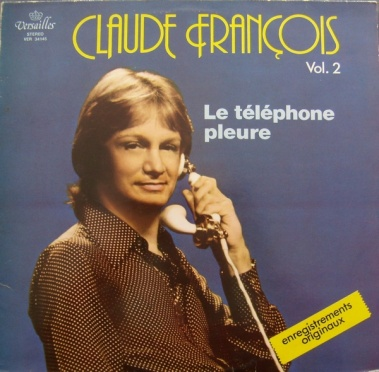 Versailles
STEREO
CLAUDE FRANÇOIS
Vol. 2
Le téléphone
pleure
enregistrements
originaux